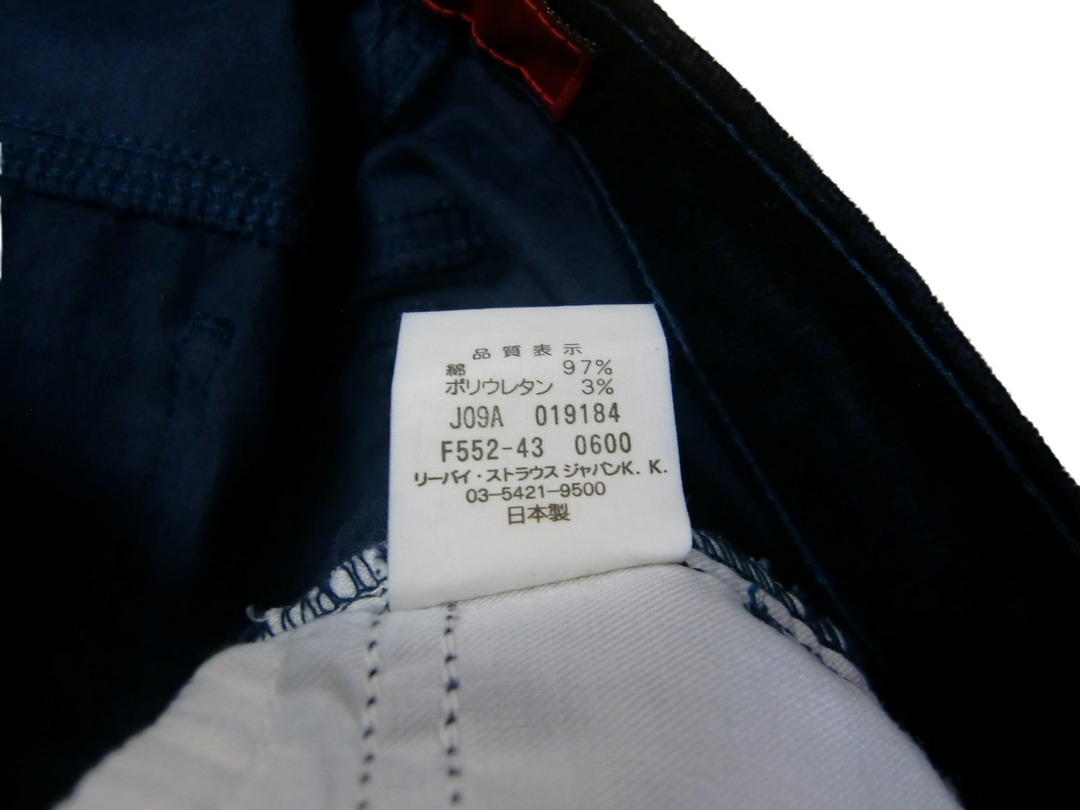 品質表示
綿 97%
ポリウレタン 3%
J09A 019184
F552-43 0600
リーバイ・ストラウス ジャパンK.K.
03-5421-9500
日本製